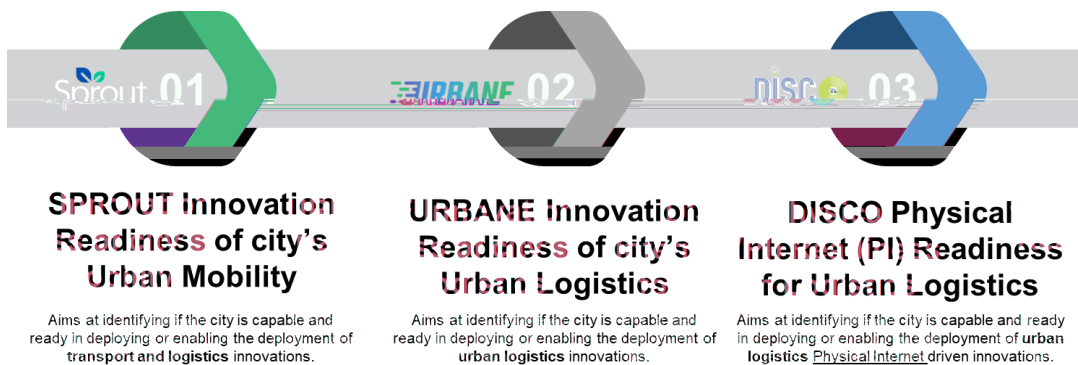 Sprout 01
URBANE 02
DISCO 03
SPROUT Innovation
Readiness of city's
Urban Mobility
Aims at identifying if the city is capable and
ready in deploying or enabling the deployment of
transport and logistics innovations.
URBANE Innovation
Readiness of city's
Urban Logistics
Aims at identifying if the city is capable and
ready in deploying or enabling the deployment of
urban logistics innovations.
DISCO Physical
Internet (PI) Readiness
for Urban Logistics
Aims at identifying if the city is capable and ready
in deploying or enabling the deployment of urban
logistics Physical Internet driven innovations.